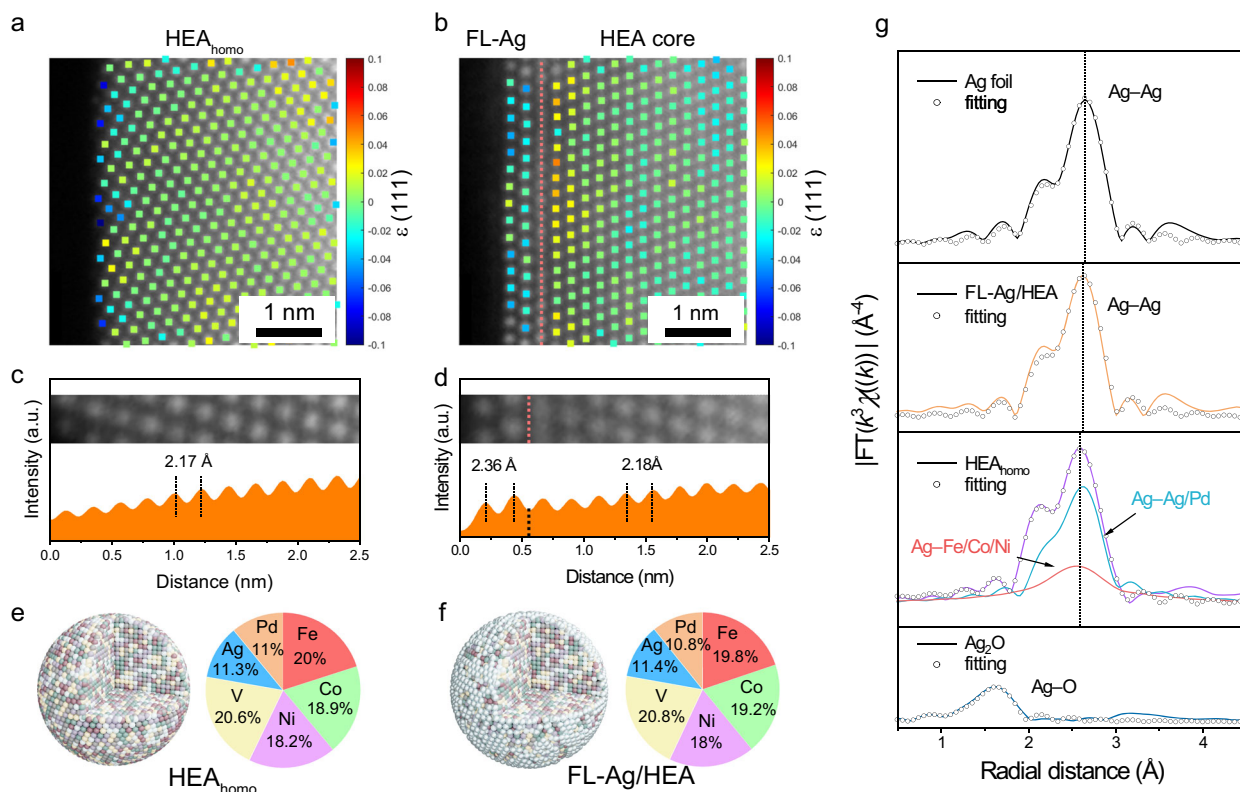 a
HEAhomo
0.1
0.08
0.06
0.04
0.02
0
-0.02
-0.04
-0.06
-0.08
-0.1
ε (111)
1 nm
b
FL-Ag HEA core
0.1
0.08
0.06
0.04
0.02
0
-0.02
-0.04
-0.06
-0.08
-0.1
ε (111)
1 nm
c
Intensity (a.u.)
2.17 Å
0.0 0.5 1.0 1.5 2.0 2.5
Distance (nm)
d
Intensity (a.u.)
2.36 Å 2.18Å
0.0 0.5 1.0 1.5 2.0 2.5
Distance (nm)
e
Pd
11%
Fe
20%
Ag
11.3%
Co
18.9%
V
20.6%
Ni
18.2%
HEAhomo
f
Pd
10.8%
Fe
19.8%
Ag
11.4%
Co
19.2%
V
20.8%
Ni
18%
FL-Ag/HEA
g
|FT(k³χ(k))| (Å⁻⁴)
Ag foil
fitting
Ag–Ag
FL-Ag/HEA
fitting
Ag–Ag
HEAhomo
fitting
Ag–Ag/Pd
Ag–Fe/Co/Ni
Ag₂O
fitting
Ag–O
1 2 3 4
Radial distance (Å)